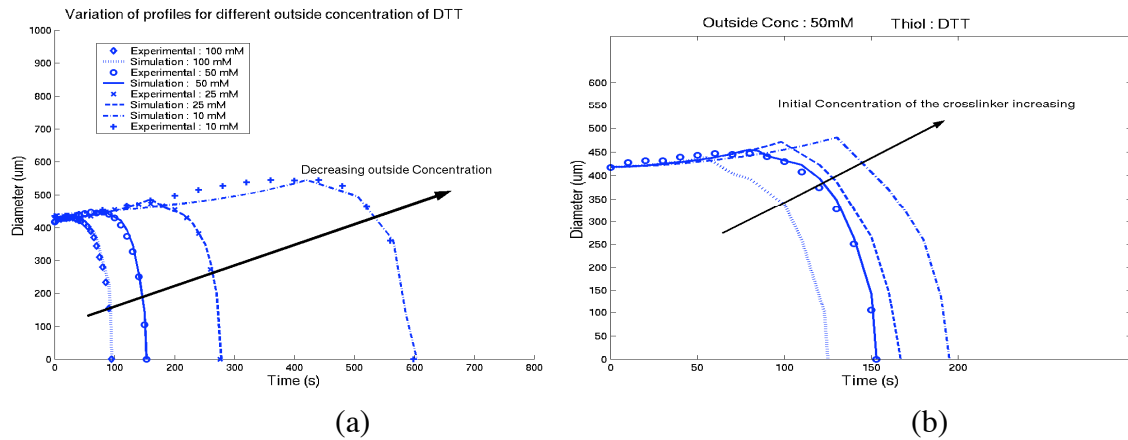 Variation of profiles for different outside concentration of DTT
1000
900
800
700
600
500
400
300
200
100
0
Diameter (um)
Experimental : 100 mM
Simulation : 100 mM
Experimental : 50 mM
Simulation : 50 mM
Experimental : 25 mM
Simulation : 25 mM
Simulation : 10 mM
Experimental : 10 mM
Decreasing outside Concentration
0 100 200 300 400 500 600 700 800
Time (s)
(a)
Outside Conc : 50mM Thiol : DTT
600
550
500
450
400
350
300
250
200
150
100
50
0
Diameter (um)
Initial Concentration of the crosslinker increasing
0 50 100 150 200
Time (s)
(b)